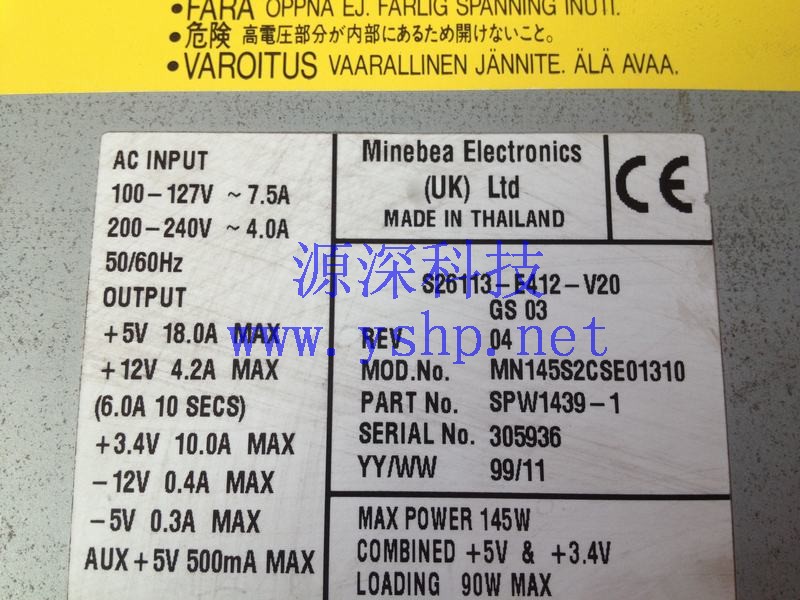 •FARA ÖPPNA EJ. FARLIG SPÄNNING INUTI.
•危険 高電圧部分が内部にあるため開けないこと。
•VAROITUS VAARALLINEN JÄNNITE. ÄLÄ AVAA.
AC INPUT
100-127V ~ 7.5A
200-240V ~ 4.0A
50/60Hz
OUTPUT
+5V 18.0A MAX
+12V 4.2A MAX
(6.0A 10 SECS)
+3.4V 10.0A MAX
-12V 0.4A MAX
-5V 0.3A MAX
AUX+5V 500mA MAX
Minebea Electronics
(UK) Ltd
MADE IN THAILAND
CE
S26113-E412-V20
GS 03
REV 04
MOD.No. MN145S2CSE01310
PART No. SPW1439-1
SERIAL No. 305936
YY/WW 99/11
MAX POWER 145W
COMBINED +5V & +3.4V
LOADING 90W MAX
源深科技
www.yshp.net